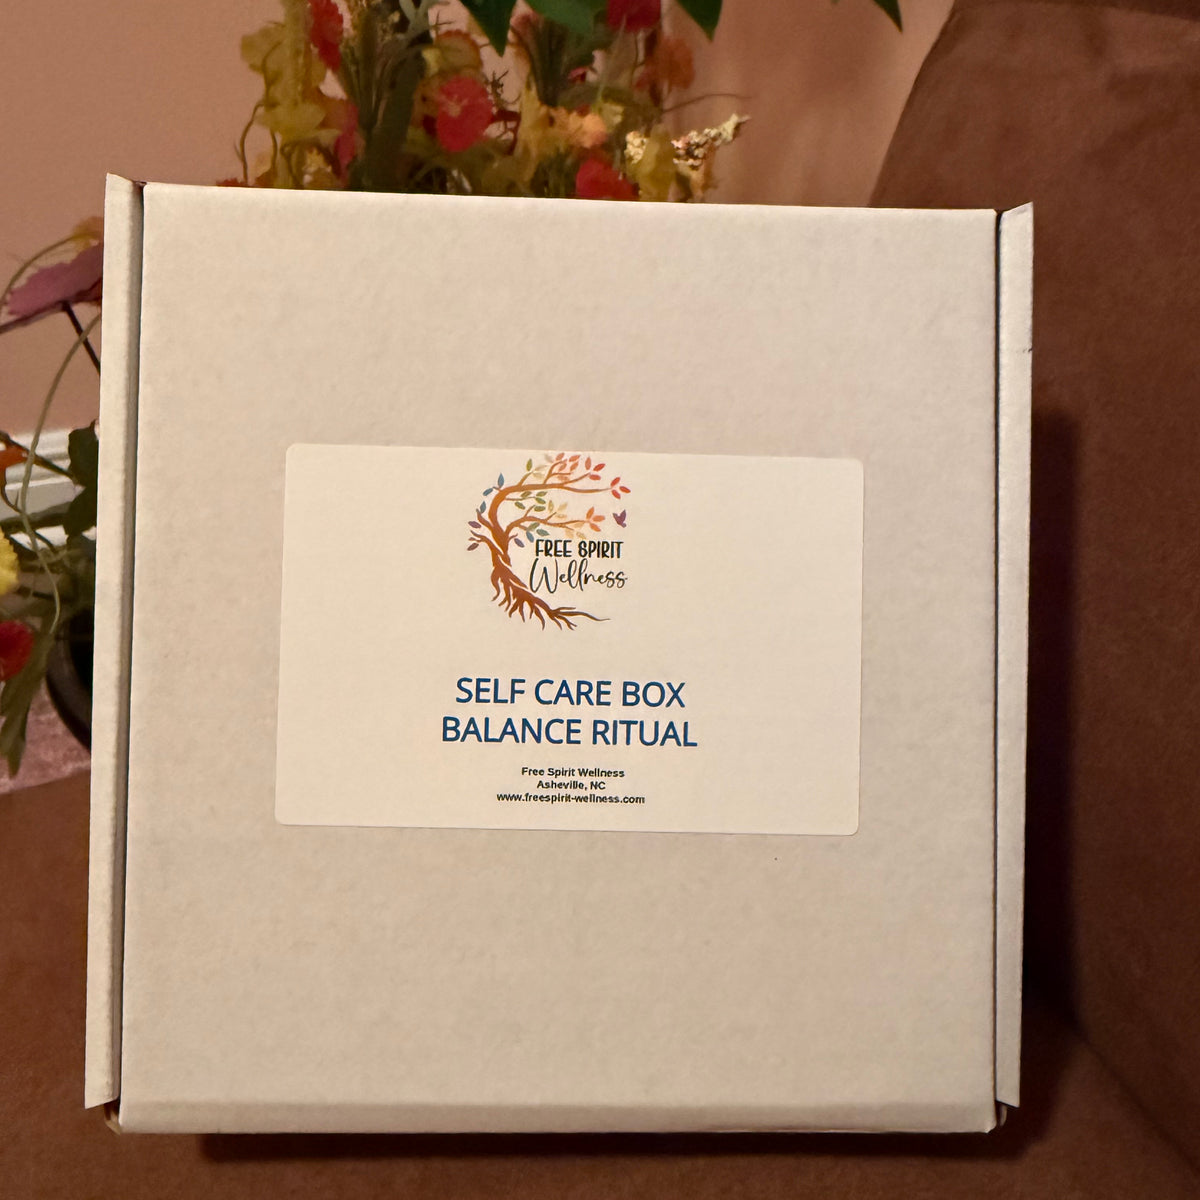 FREE SPIRIT
Wellness
SELF CARE BOX
BALANCE RITUAL
Free Spirit Wellness
Asheville, NC
www.freespirit-wellness.com